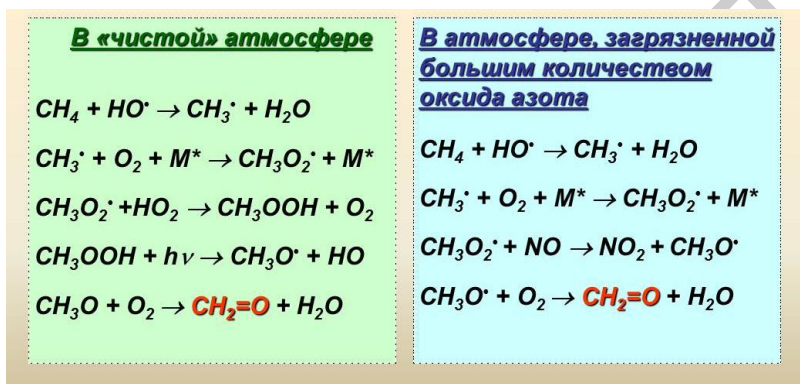 В «чистой» атмосфере
CH₄ + HO• → CH₃• + H₂O
CH₃• + O₂ + M* → CH₃O₂• + M*
CH₃O₂• +HO₂ → CH₃OOH + O₂
CH₃OOH + hν → CH₃O• + HO
CH₃O + O₂ → CH₂=O + H₂O
В атмосфере, загрязненной
большим количеством
оксида азота
CH₄ + HO• → CH₃• + H₂O
CH₃• + O₂ + M* → CH₃O₂• + M*
CH₃O₂• + NO → NO₂ + CH₃O•
CH₃O• + O₂ → CH₂=O + H₂O